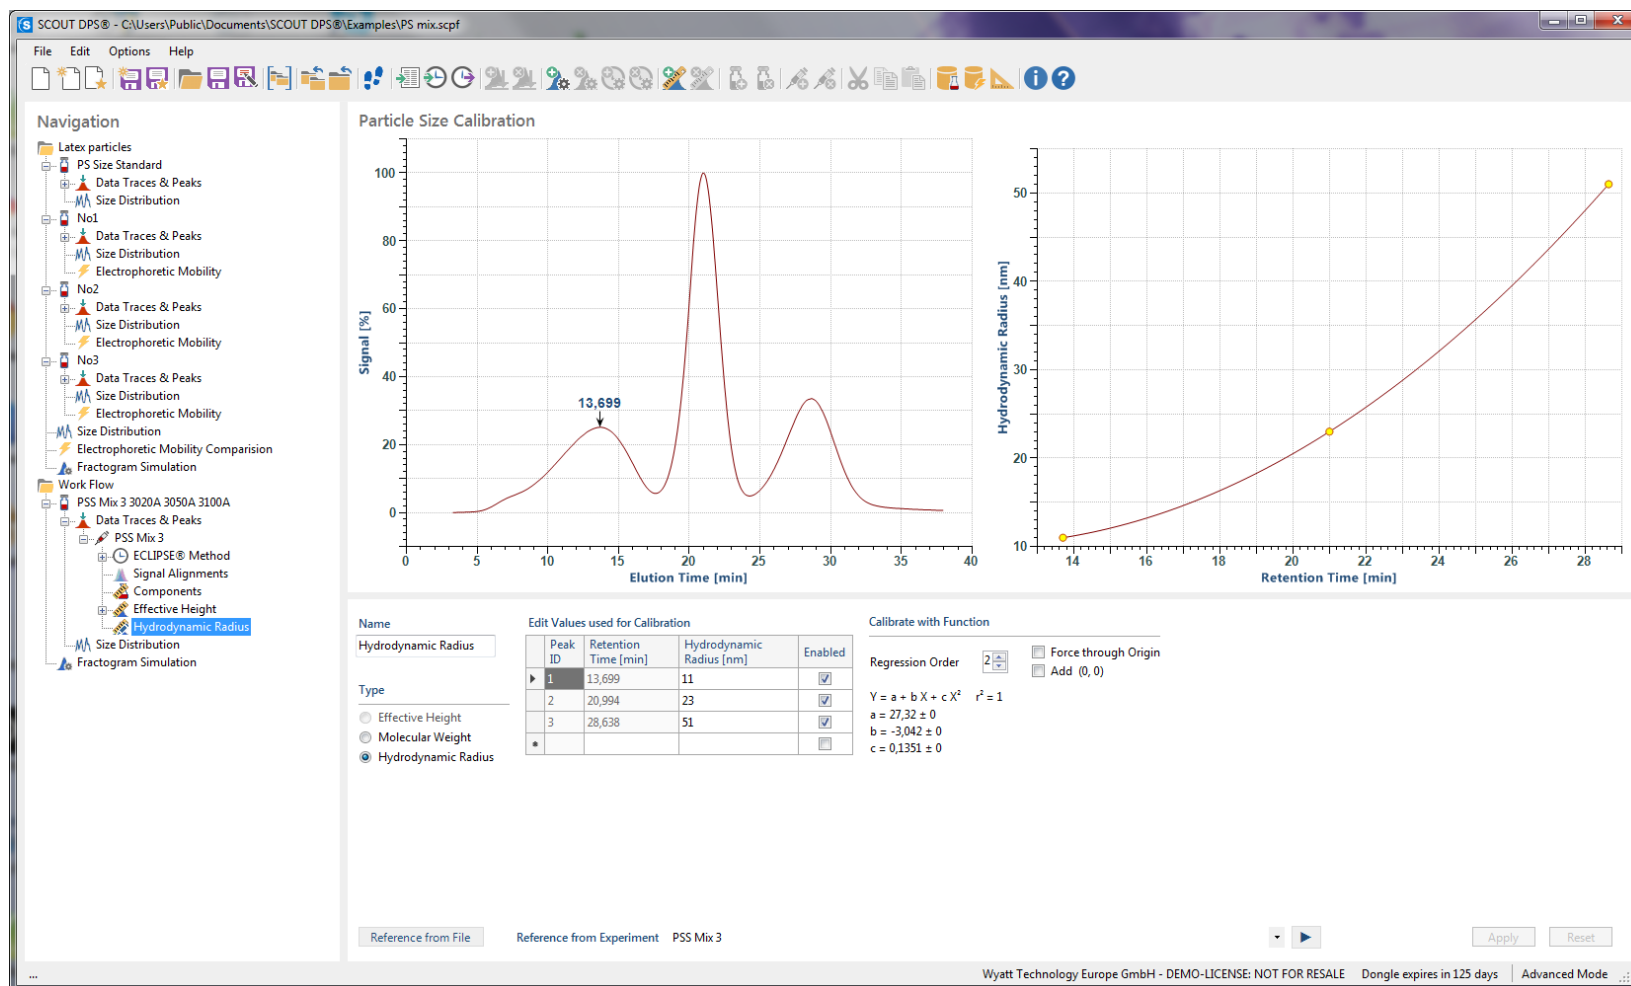 SCOUT DPS® - C:\Users\Public\Documents\SCOUT DPS®\Examples\PS mix.scpf
File Edit Options Help
Navigation
Latex particles
PS Size Standard
Data Traces & Peaks
Size Distribution
No1
Data Traces & Peaks
Size Distribution
Electrophoretic Mobility
No2
Data Traces & Peaks
Size Distribution
Electrophoretic Mobility
No3
Data Traces & Peaks
Size Distribution
Electrophoretic Mobility
Size Distribution
Electrophoretic Mobility Comparision
Fractogram Simulation
Work Flow
PSS Mix 3 3020A 3050A 3100A
Data Traces & Peaks
PSS Mix 3
ECLIPSE® Method
Signal Alignments
Components
Effective Height
Hydrodynamic Radius
Size Distribution
Fractogram Simulation
Particle Size Calibration
Signal [%]
100
80
60
40
20
0
13,699
0 5 10 15 20 25 30 35 40
Elution Time [min]
Hydrodynamic Radius [nm]
50
40
30
20
10
14 16 18 20 22 24 26 28
Retention Time [min]
Name
Hydrodynamic Radius
Type
Effective Height
Molecular Weight
Hydrodynamic Radius
Edit Values used for Calibration
Peak ID Retention Time [min] Hydrodynamic Radius [nm] Enabled
1 13,699 11
2 20,994 23
3 28,638 51
*
Calibrate with Function
Regression Order 2
Force through Origin
Add (0, 0)
Y = a + b X + c X² r² = 1
a = 27,32 ± 0
b = -3,042 ± 0
c = 0,1351 ± 0
Reference from File Reference from Experiment PSS Mix 3 Apply Reset
... Wyatt Technology Europe GmbH - DEMO-LICENSE: NOT FOR RESALE Dongle expires in 125 days Advanced Mode